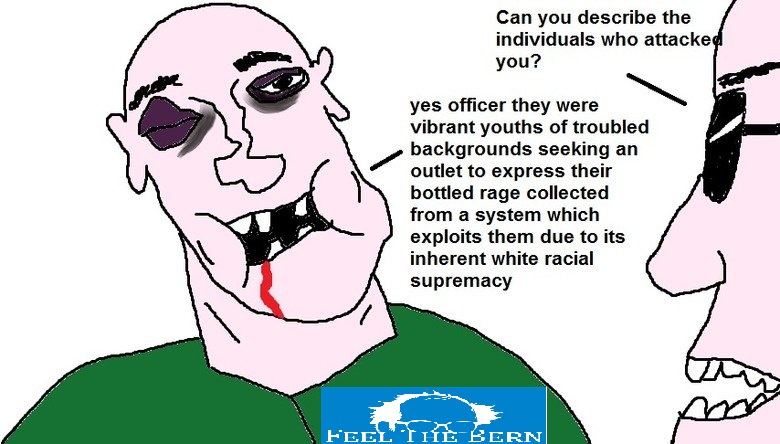 Can you describe the
individuals who attacked
you?
yes officer they were
vibrant youths of troubled
backgrounds seeking an
outlet to express their
bottled rage collected
from a system which
exploits them due to its
inherent white racial
supremacy
FEEL THE BERN